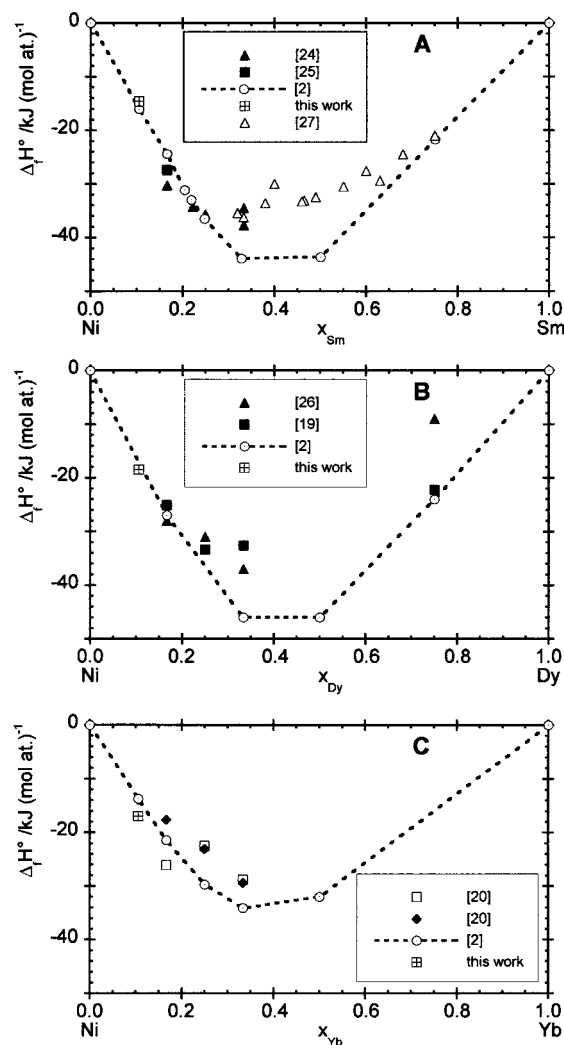 A
[24]
[25]
[2]
this work
[27]
ΔfH° /kJ (mol at.)⁻¹
0
-20
-40
0.0 0.2 0.4 0.6 0.8 1.0
Ni xSm Sm
B
[26]
[19]
[2]
this work
ΔfH° /kJ (mol at.)⁻¹
0
-20
-40
0.0 0.2 0.4 0.6 0.8 1.0
Ni xDy Dy
C
[20]
[20]
[2]
this work
ΔfH° /kJ (mol at.)⁻¹
0
-20
-40
0.0 0.2 0.4 0.6 0.8 1.0
Ni xYb Yb